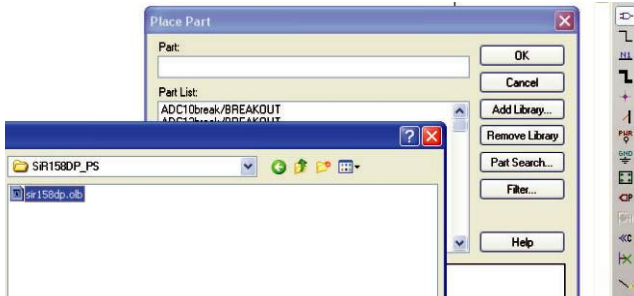 Place Part
Part:
OK
Cancel
Part List:
ADC10break/BREAKOUT
Add Library...
Remove Library
SiR158DP_PS
Part Search...
sir158dp.olb
Filter...
Help
N1
PWR
GND